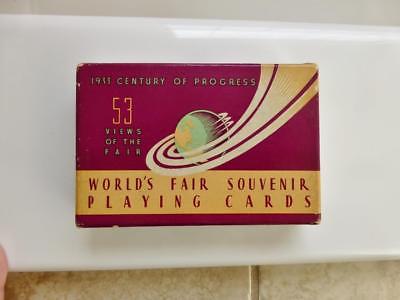 1933 CENTURY OF PROGRESS
53
VIEWS
OF THE
FAIR
WORLD'S FAIR SOUVENIR
PLAYING CARDS